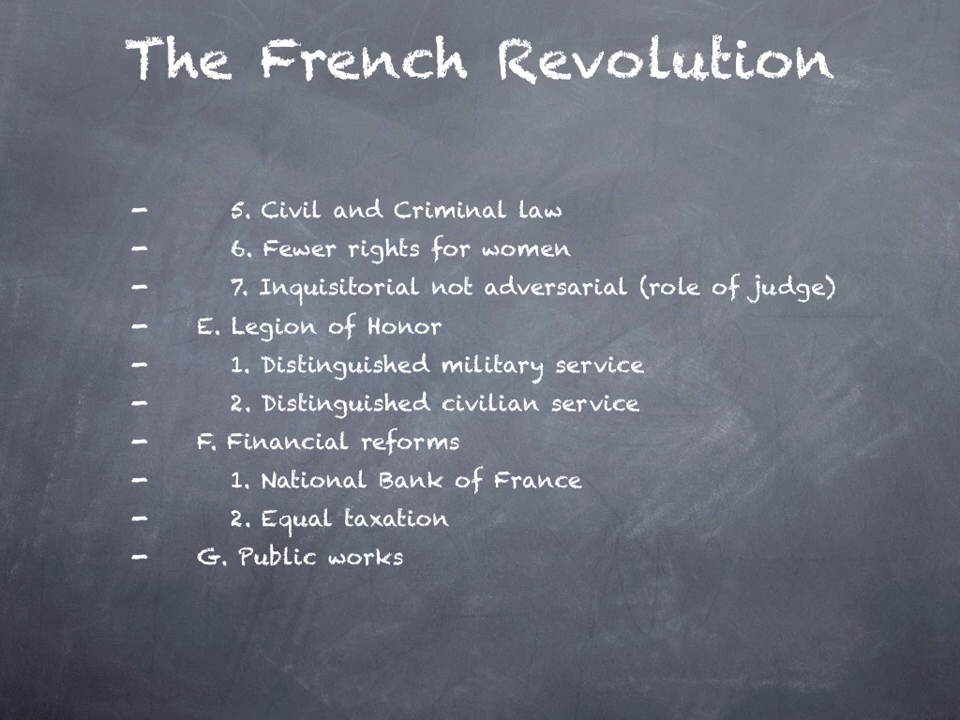 The French Revolution
- 5. Civil and Criminal law
- 6. Fewer rights for women
- 7. Inquisitorial not adversarial (role of judge)
- E. Legion of Honor
- 1. Distinguished military service
- 2. Distinguished civilian service
- F. Financial reforms
- 1. National Bank of France
- 2. Equal taxation
- G. Public works